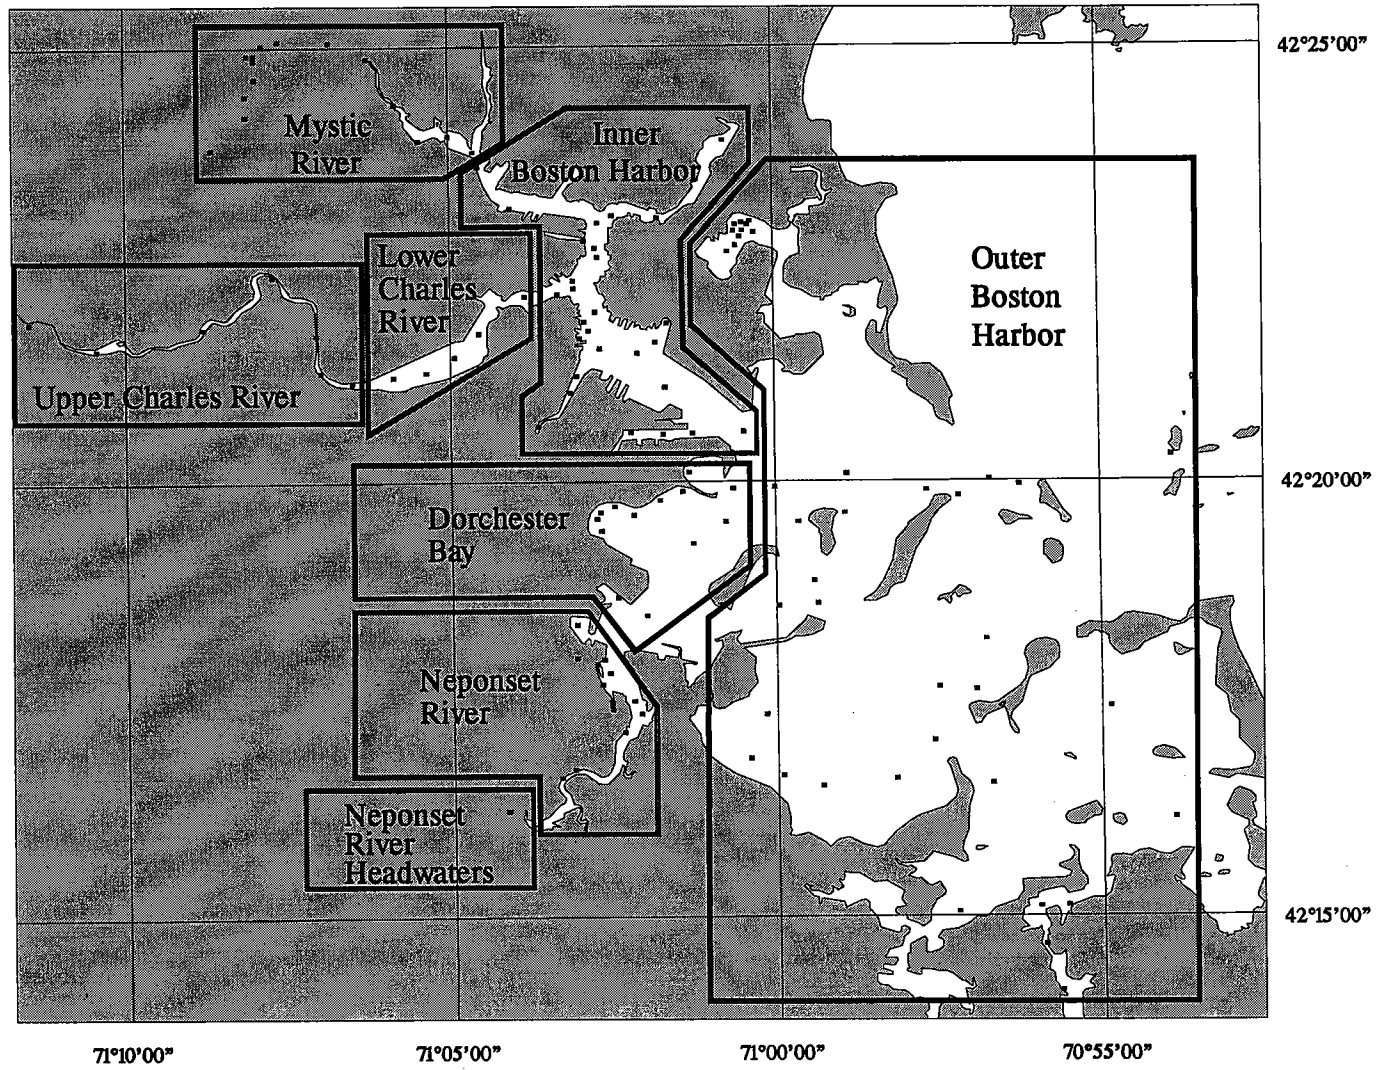 42°25'00"
Mystic
River
Inner
Boston Harbor
Lower
Charles
River
Outer
Boston
Harbor
Upper Charles River
42°20'00"
Dorchester
Bay
Neponset
River
Neponset
River
Headwaters
42°15'00"
71°10'00"
71°05'00"
71°00'00"
70°55'00"